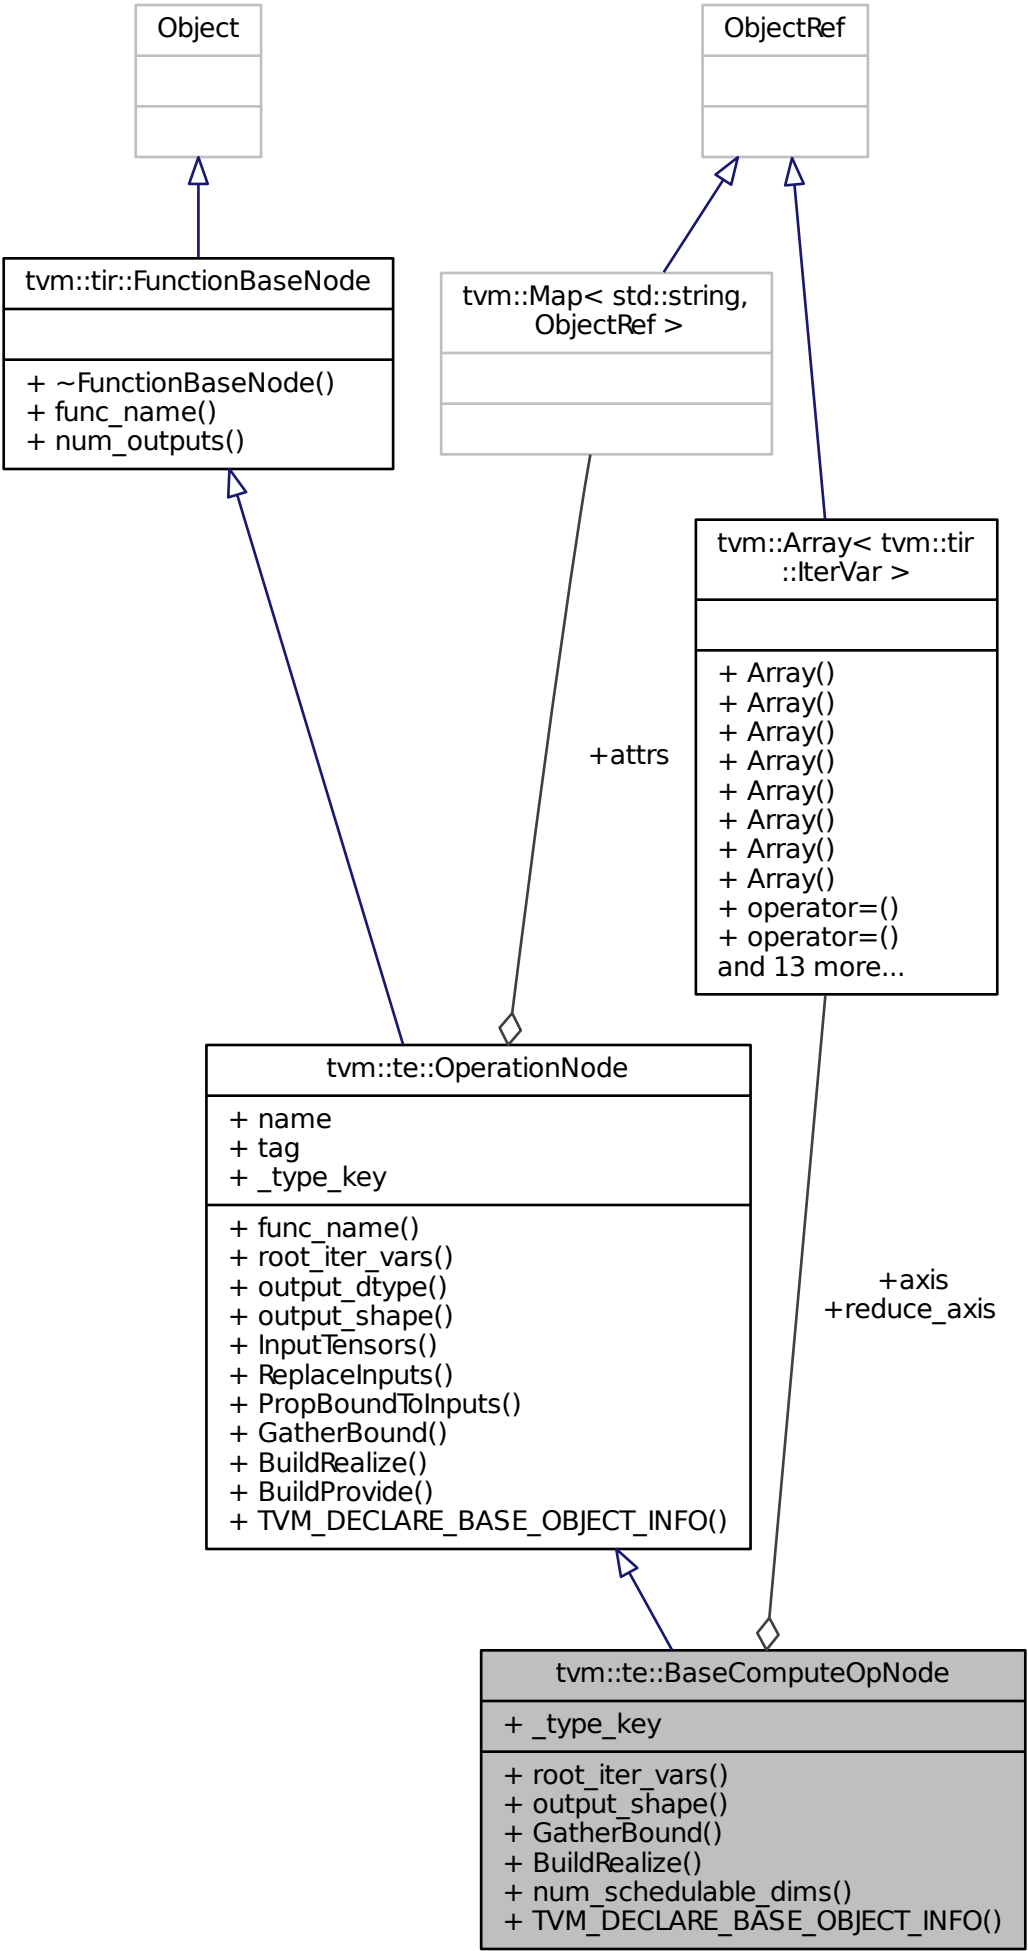 Object
ObjectRef
tvm::tir::FunctionBaseNode
+ ~FunctionBaseNode()
+ func_name()
+ num_outputs()
tvm::Map< std::string,
ObjectRef >
tvm::Array< tvm::tir
::IterVar >
+ Array()
+ Array()
+ Array()
+ Array()
+ Array()
+ Array()
+ Array()
+ Array()
+ operator=()
+ operator=()
and 13 more...
+attrs
tvm::te::OperationNode
+ name
+ tag
+ _type_key
+ func_name()
+ root_iter_vars()
+ output_dtype()
+ output_shape()
+ InputTensors()
+ ReplaceInputs()
+ PropBoundToInputs()
+ GatherBound()
+ BuildRealize()
+ BuildProvide()
+ TVM_DECLARE_BASE_OBJECT_INFO()
+axis
+reduce_axis
tvm::te::BaseComputeOpNode
+ _type_key
+ root_iter_vars()
+ output_shape()
+ GatherBound()
+ BuildRealize()
+ num_schedulable_dims()
+ TVM_DECLARE_BASE_OBJECT_INFO()